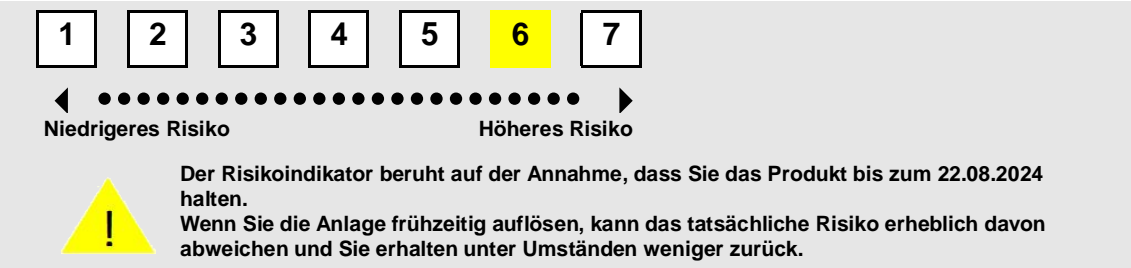 1 2 3 4 5 6 7
Niedrigeres Risiko Höheres Risiko
Der Risikoindikator beruht auf der Annahme, dass Sie das Produkt bis zum 22.08.2024
halten.
Wenn Sie die Anlage frühzeitig auflösen, kann das tatsächliche Risiko erheblich davon
abweichen und Sie erhalten unter Umständen weniger zurück.
!